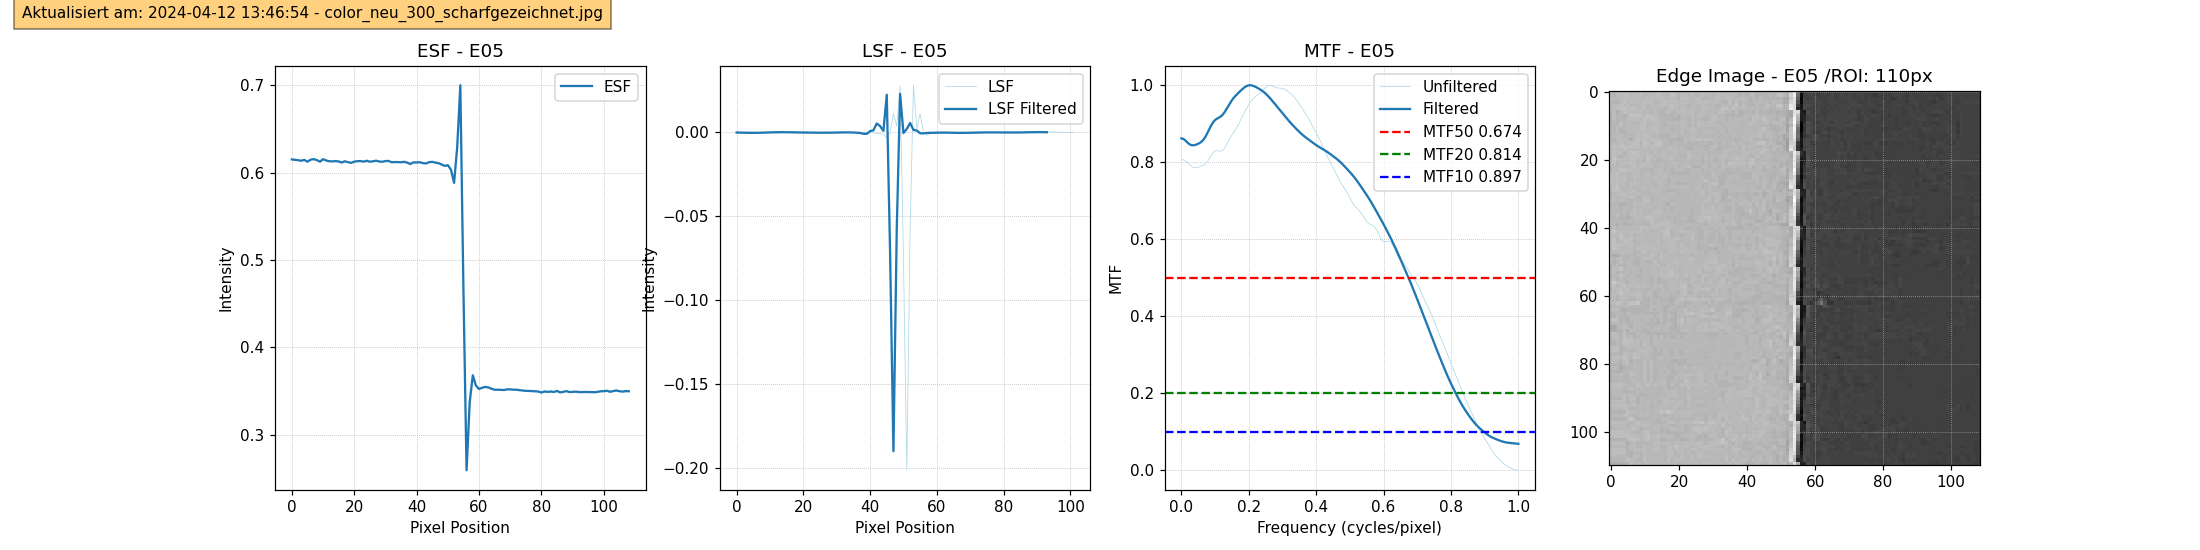 Aktualisiert am: 2024-04-12 13:46:54 - color_neu_300_scharfgezeichnet.jpg
ESF - E05
0.7
0.6
0.5
0.4
0.3
Intensity
0
20
40
60
80
100
Pixel Position
ESF
LSF - E05
0.00
−0.05
−0.10
−0.15
−0.20
Intensity
0
20
40
60
80
100
Pixel Position
LSF
LSF Filtered
MTF - E05
1.0
0.8
0.6
0.4
0.2
0.0
MTF
0.0
0.2
0.4
0.6
0.8
1.0
Frequency (cycles/pixel)
Unfiltered
Filtered
MTF50 0.674
MTF20 0.814
MTF10 0.897
Edge Image - E05 /ROI: 110px
0
20
40
60
80
100
0
20
40
60
80
100